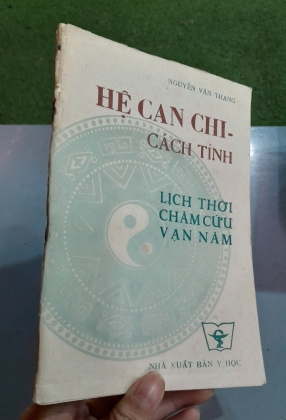 NGUYỄN VĂN THANG
HỆ CAN CHI-
CÁCH TÍNH
LỊCH THỜI
CHÂM CỨU
VẠN NĂM
NHÀ XUẤT BẢN Y HỌC